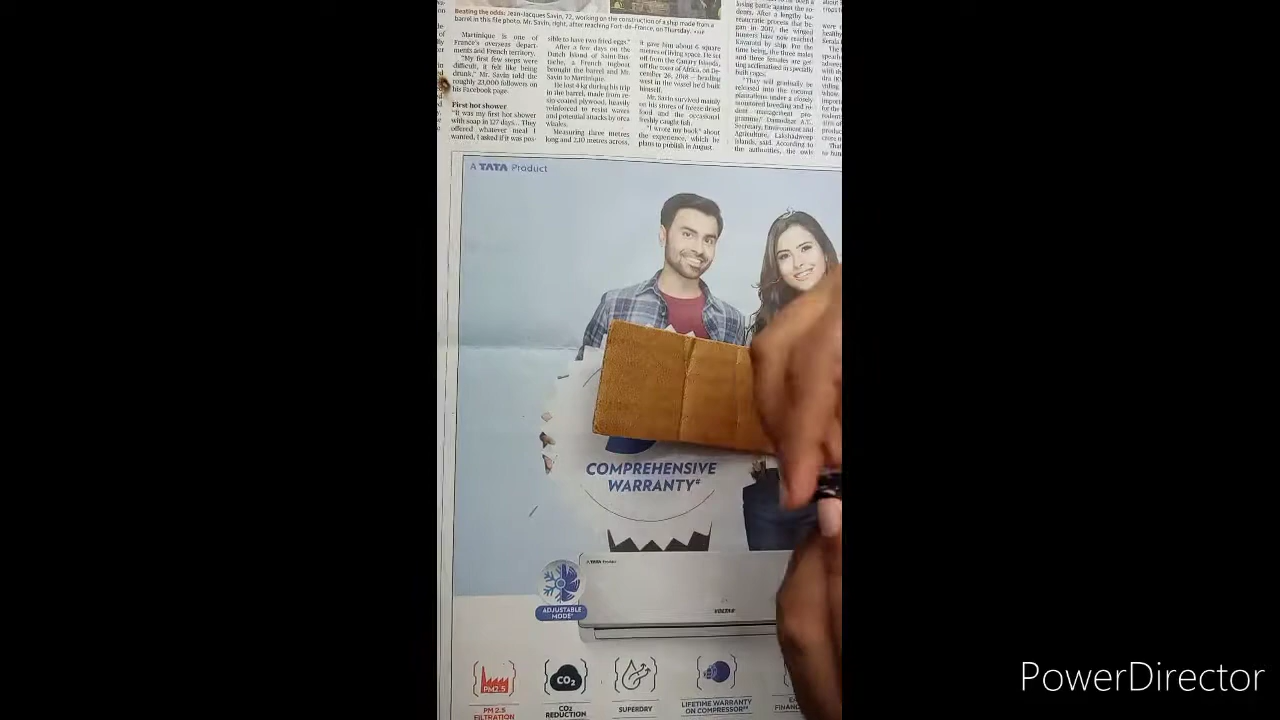 Beating the odds: Jean-Jacques Savin, 72, working on the construction of a ship made from a
barrel in this file photo. Mr. Savin, right, after reaching Fort-de-France, on Thursday.
Martinique is one of
France's overseas depart-
ments and French territory.
"My first few steps were
difficult, it felt like being
drunk," Mr. Savin told the
roughly 23,000 followers on
his Facebook page.
First hot shower
"It was my first hot shower
with soap in 127 days... They
offered whatever meal I
wanted, I asked if it was pos-
sible to have two fried eggs."
After a few days on the
Dutch Island of Saint-Eus-
tache, a French tugboat
brought the barrel and Mr.
Savin to Martinique.
He lost 4 kg during his trip
in the barrel, made from re-
sin-coated plywood, heavily
reinforced to resist waves
and potential attacks by orca
whales.
Measuring three metres
long and 2.10 metres across,
it gave him about 6 square
metres of living space. He set
off from the Canary Islands,
off the coast of Africa, on De-
cember 26, 2018 – heading
west in the vessel he'd built
himself.
Mr. Savin survived mainly
on his stores of freeze dried
food and the occasional
freshly caught fish.
"I wrote my book" about
the experience, which he
plans to publish in August.
losing battle against the ro-
dents. After a lengthy bu-
reaucratic process that be-
gan in 2017, the winged
hunters have now reached
Kavaratti by ship. For the
time being, the three males
and three females are get-
ting acclimatised in specially
built cages.
"They will gradually be
released into the coconut
plantations under a closely
monitored breeding and ro-
dent management pro-
gramme," Damodhar A.T.,
Secretary, Environment and
Agriculture, Lakshadweep
Islands, said. According to
the authorities, the owls
A TATA Product
COMPREHENSIVE
WARRANTY#
A TATA Product
VOLTAS
ADJUSTABLE
MODE*
PM2.5
PM 2.5
FILTRATION
CO2
CO2
REDUCTION
SUPERDRY
LIFETIME WARRANTY
ON COMPRESSOR##
PowerDirector